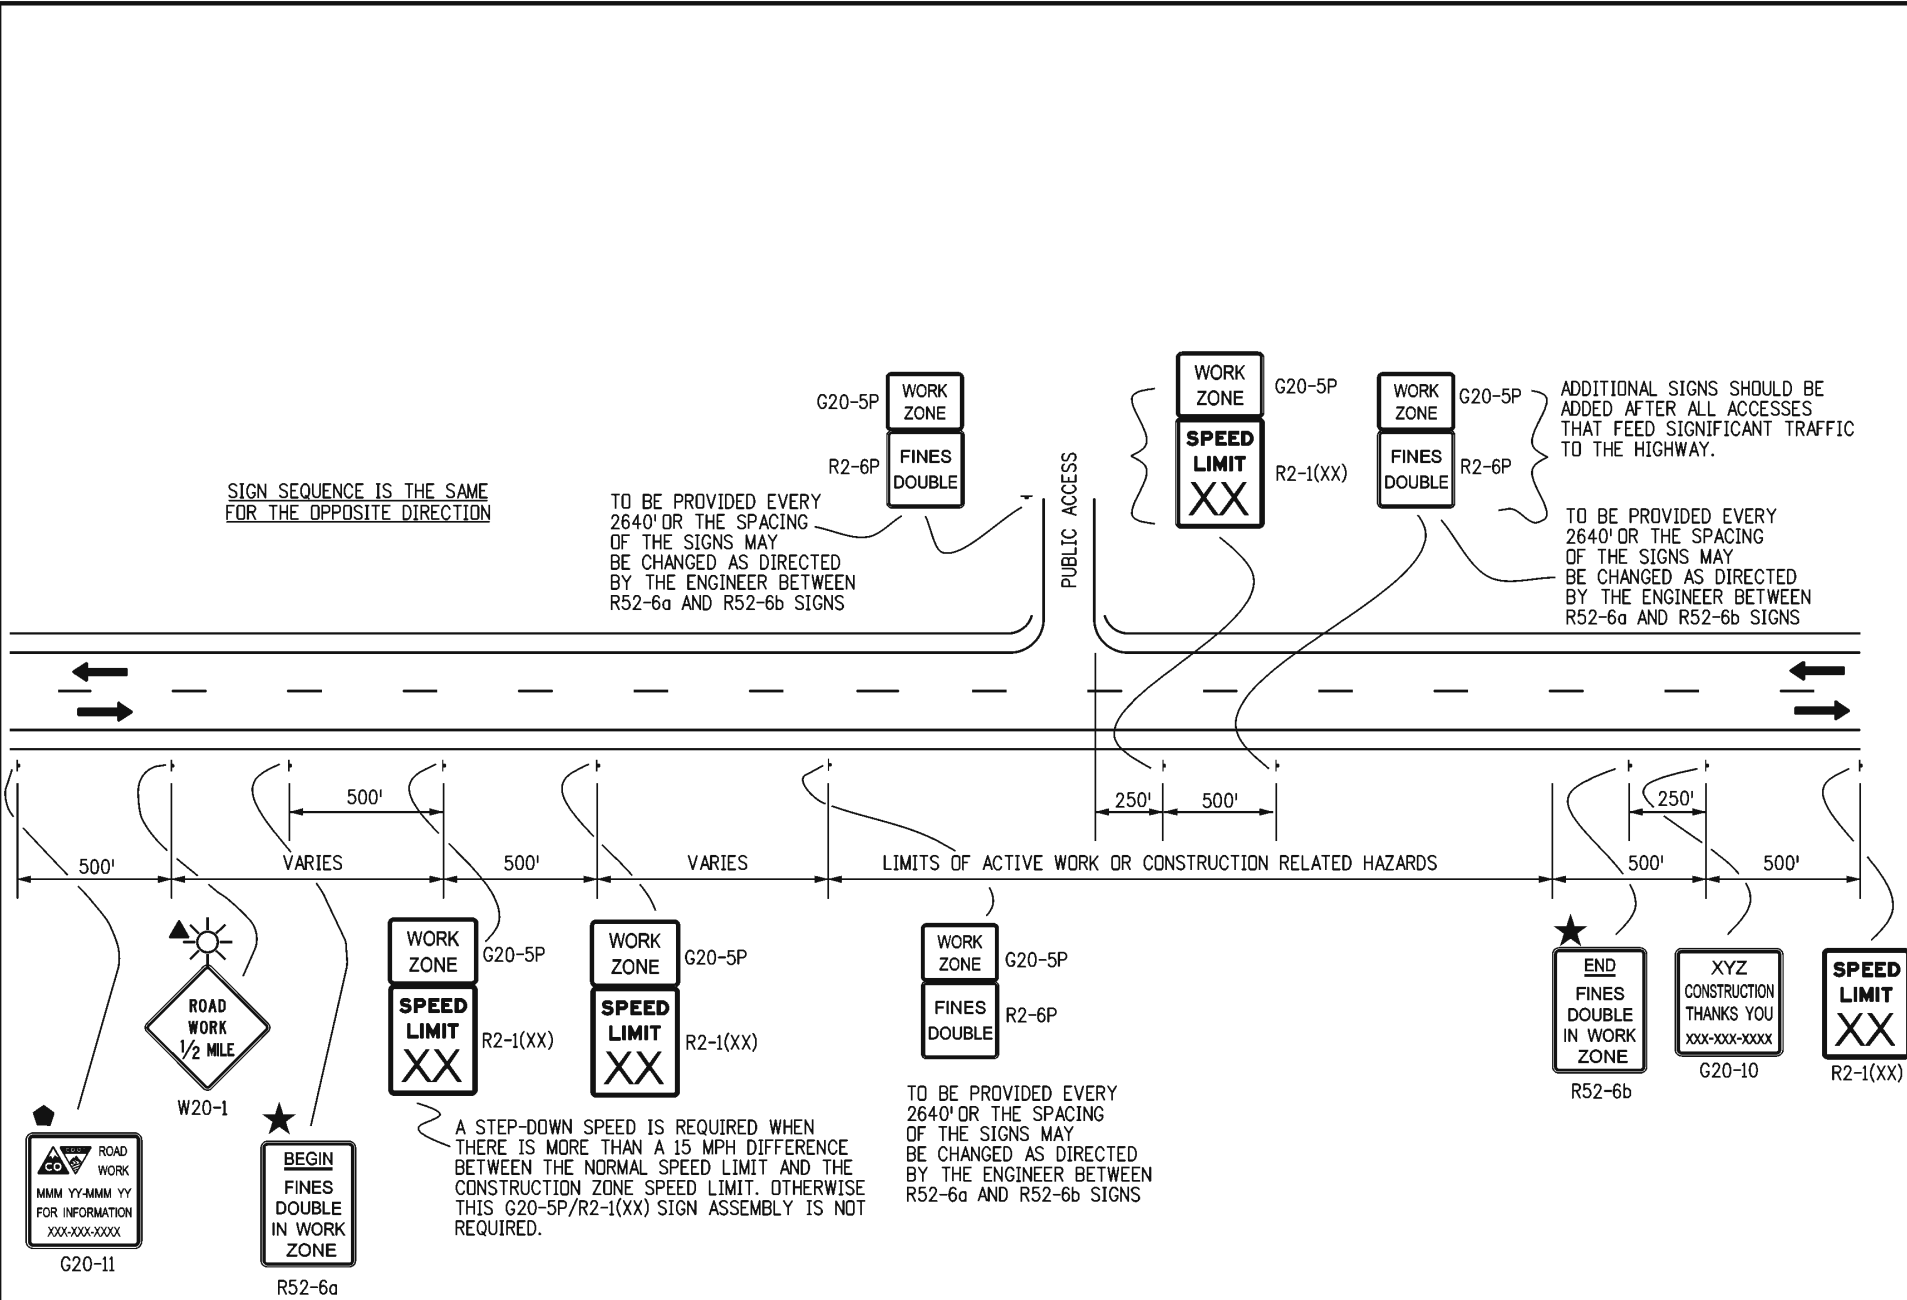 WORK
ZONE
G20-5P
FINES
DOUBLE
R2-6P
WORK
ZONE
G20-5P
SPEED
LIMIT
XX
R2-1(XX)
WORK
ZONE
G20-5P
FINES
DOUBLE
R2-6P
ADDITIONAL SIGNS SHOULD BE
ADDED AFTER ALL ACCESSES
THAT FEED SIGNIFICANT TRAFFIC
TO THE HIGHWAY.
SIGN SEQUENCE IS THE SAME
FOR THE OPPOSITE DIRECTION
TO BE PROVIDED EVERY
2640' OR THE SPACING
OF THE SIGNS MAY
BE CHANGED AS DIRECTED
BY THE ENGINEER BETWEEN
R52-6a AND R52-6b SIGNS
PUBLIC ACCESS
TO BE PROVIDED EVERY
2640' OR THE SPACING
OF THE SIGNS MAY
BE CHANGED AS DIRECTED
BY THE ENGINEER BETWEEN
R52-6a AND R52-6b SIGNS
500'
250'
500'
250'
500'
VARIES
500'
VARIES
LIMITS OF ACTIVE WORK OR CONSTRUCTION RELATED HAZARDS
500'
500'
ROAD
WORK
1/2 MILE
W20-1
WORK
ZONE
G20-5P
SPEED
LIMIT
XX
R2-1(XX)
WORK
ZONE
G20-5P
SPEED
LIMIT
XX
R2-1(XX)
WORK
ZONE
G20-5P
FINES
DOUBLE
R2-6P
END
FINES
DOUBLE
IN WORK
ZONE
R52-6b
XYZ
CONSTRUCTION
THANKS YOU
XXX-XXX-XXXX
G20-10
SPEED
LIMIT
XX
R2-1(XX)
CO
ROAD
WORK
MMM YY-MMM YY
FOR INFORMATION
XXX-XXX-XXXX
G20-11
BEGIN
FINES
DOUBLE
IN WORK
ZONE
R52-6a
A STEP-DOWN SPEED IS REQUIRED WHEN
THERE IS MORE THAN A 15 MPH DIFFERENCE
BETWEEN THE NORMAL SPEED LIMIT AND THE
CONSTRUCTION ZONE SPEED LIMIT. OTHERWISE
THIS G20-5P/R2-1(XX) SIGN ASSEMBLY IS NOT
REQUIRED.
TO BE PROVIDED EVERY
2640' OR THE SPACING
OF THE SIGNS MAY
BE CHANGED AS DIRECTED
BY THE ENGINEER BETWEEN
R52-6a AND R52-6b SIGNS